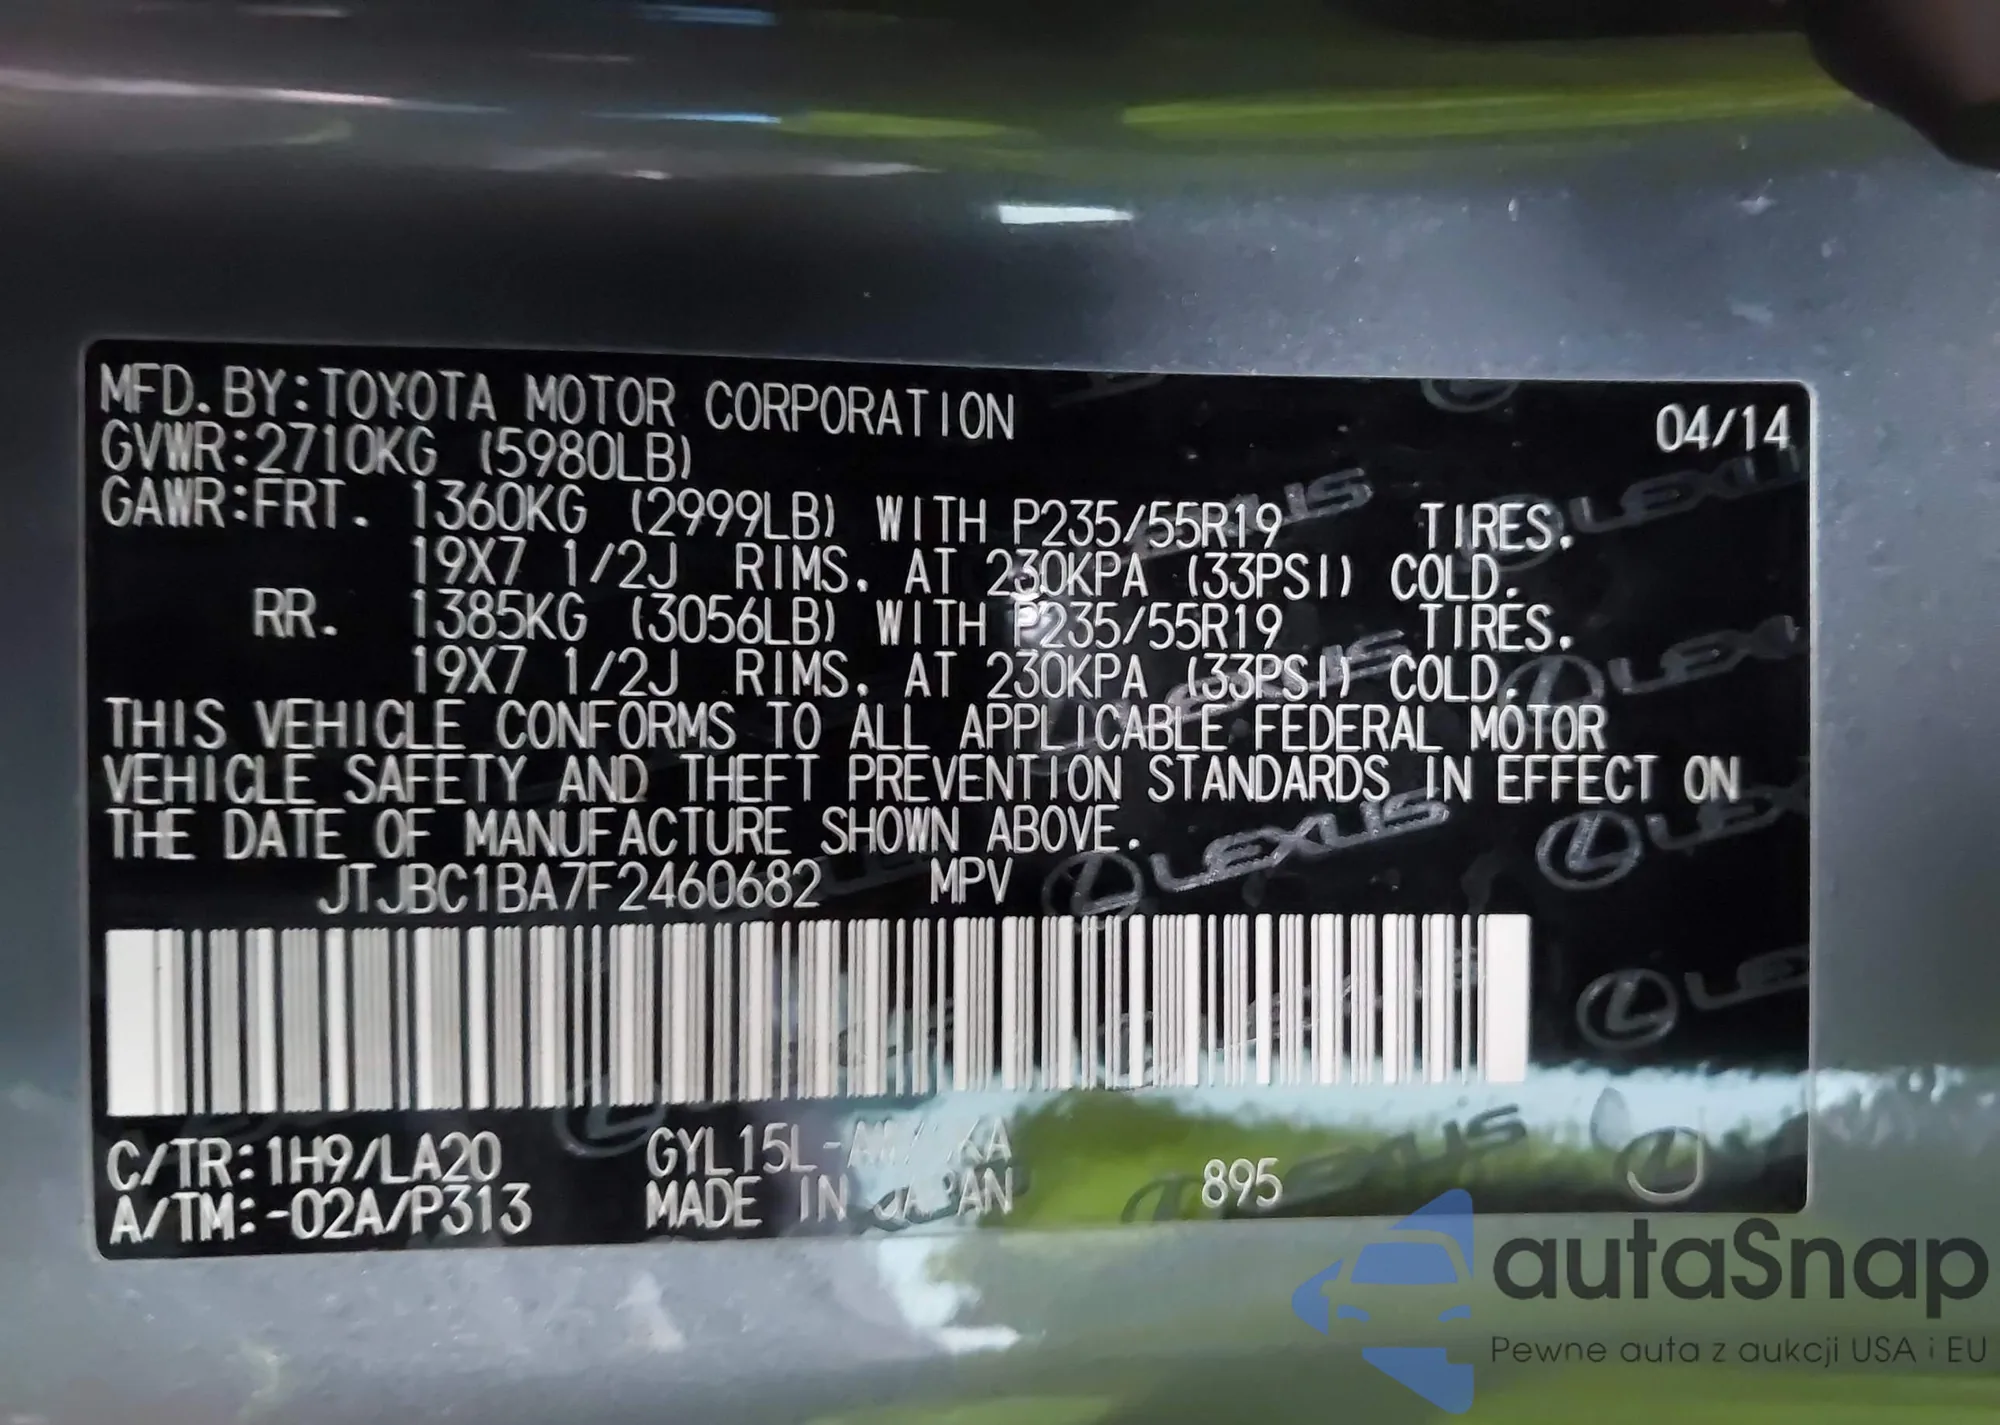 MFD.BY:TOYOTA MOTOR CORPORATION 04/14
GVWR:2710KG (5980LB)
GAWR:FRT. 1360KG (2999LB) WITH P235/55R19 TIRES.
19X7 1/2J RIMS. AT 230KPA (33PSI) COLD.
RR. 1385KG (3056LB) WITH P235/55R19 TIRES.
19X7 1/2J RIMS. AT 230KPA (33PSI) COLD.
THIS VEHICLE CONFORMS TO ALL APPLICABLE FEDERAL MOTOR
VEHICLE SAFETY AND THEFT PREVENTION STANDARDS IN EFFECT ON
THE DATE OF MANUFACTURE SHOWN ABOVE.
JTJBC1BA7F2460682 MPV
LEXUS
C/TR:1H9/LA20
A/TM:-02A/P313 MADE IN JAPAN 895
autaSnap
Pewne auta z aukcji USA i EU